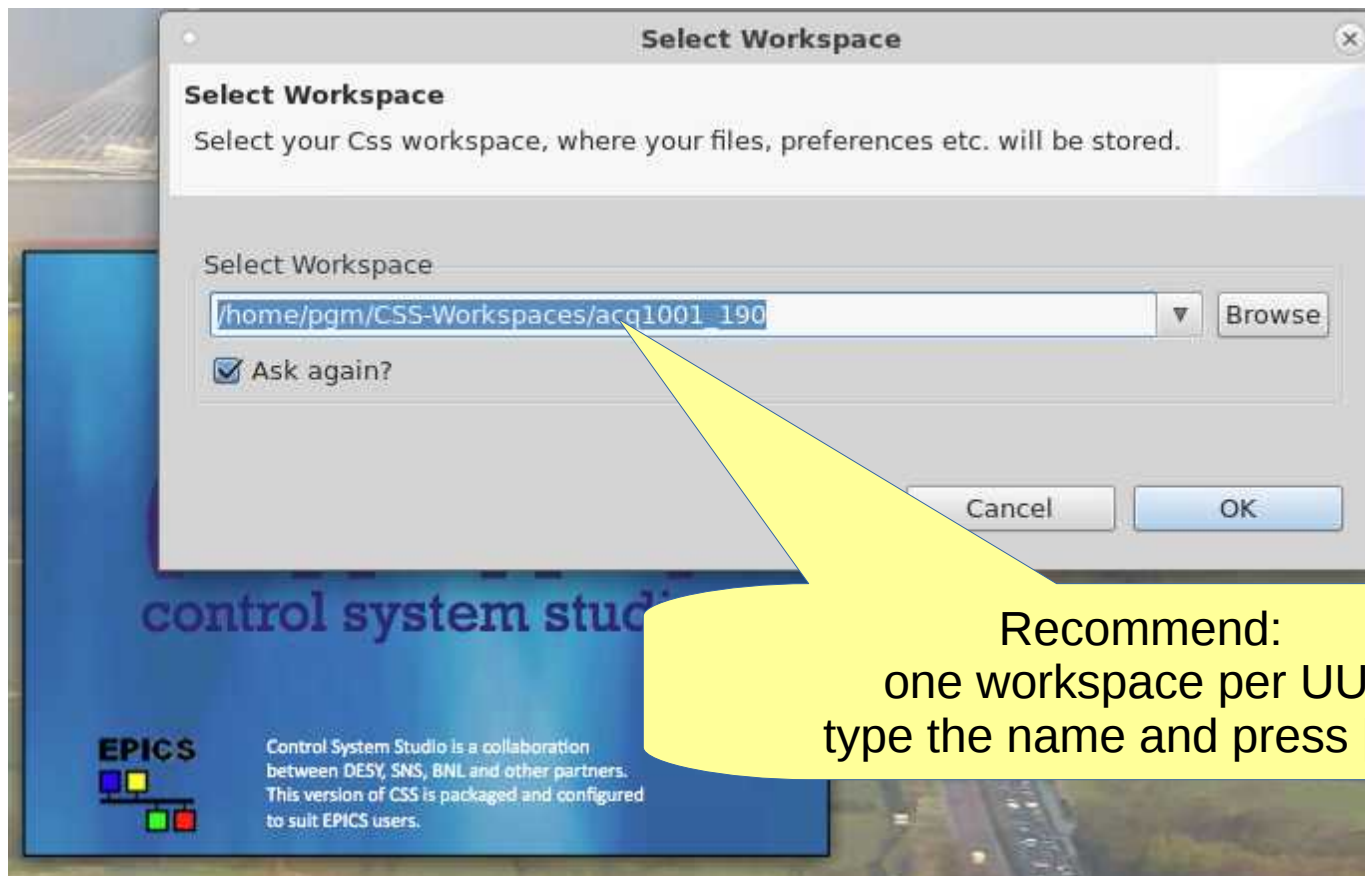 Select Workspace
Select Workspace
Select your Css workspace, where your files, preferences etc. will be stored.
Select Workspace
/home/pgm/CSS-Workspaces/acq1001_190
Browse
Ask again?
Cancel
OK
control system
Recommend:
one workspace per
type the name and press
EPICS
Control System Studio is a collaboration
between DESY, SNS, BNL and other partners.
This version of CSS is packaged and configured
to suit EPICS users.